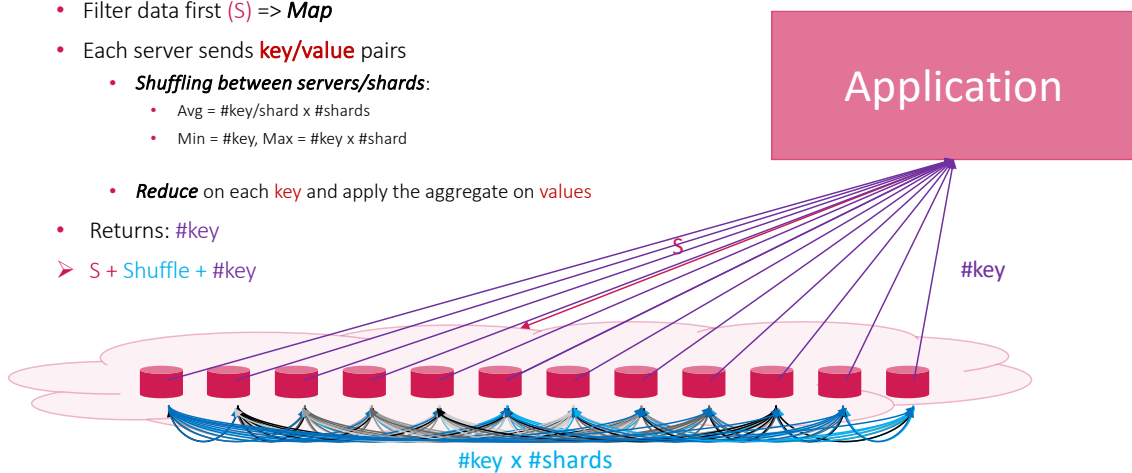 • Filter data first (S) => Map
• Each server sends key/value pairs
• Shuffling between servers/shards:
• Avg = #key/shard x #shards
• Min = #key, Max = #key x #shard
• Reduce on each key and apply the aggregate on values
• Returns: #key
➢ S + Shuffle + #key
Application
S
#key
#key x #shards